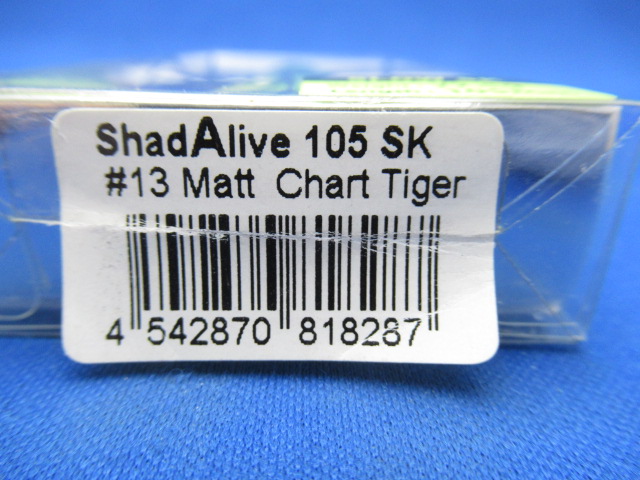 ShadAlive 105 SK
#13 Matt Chart Tiger
4 542870 818287